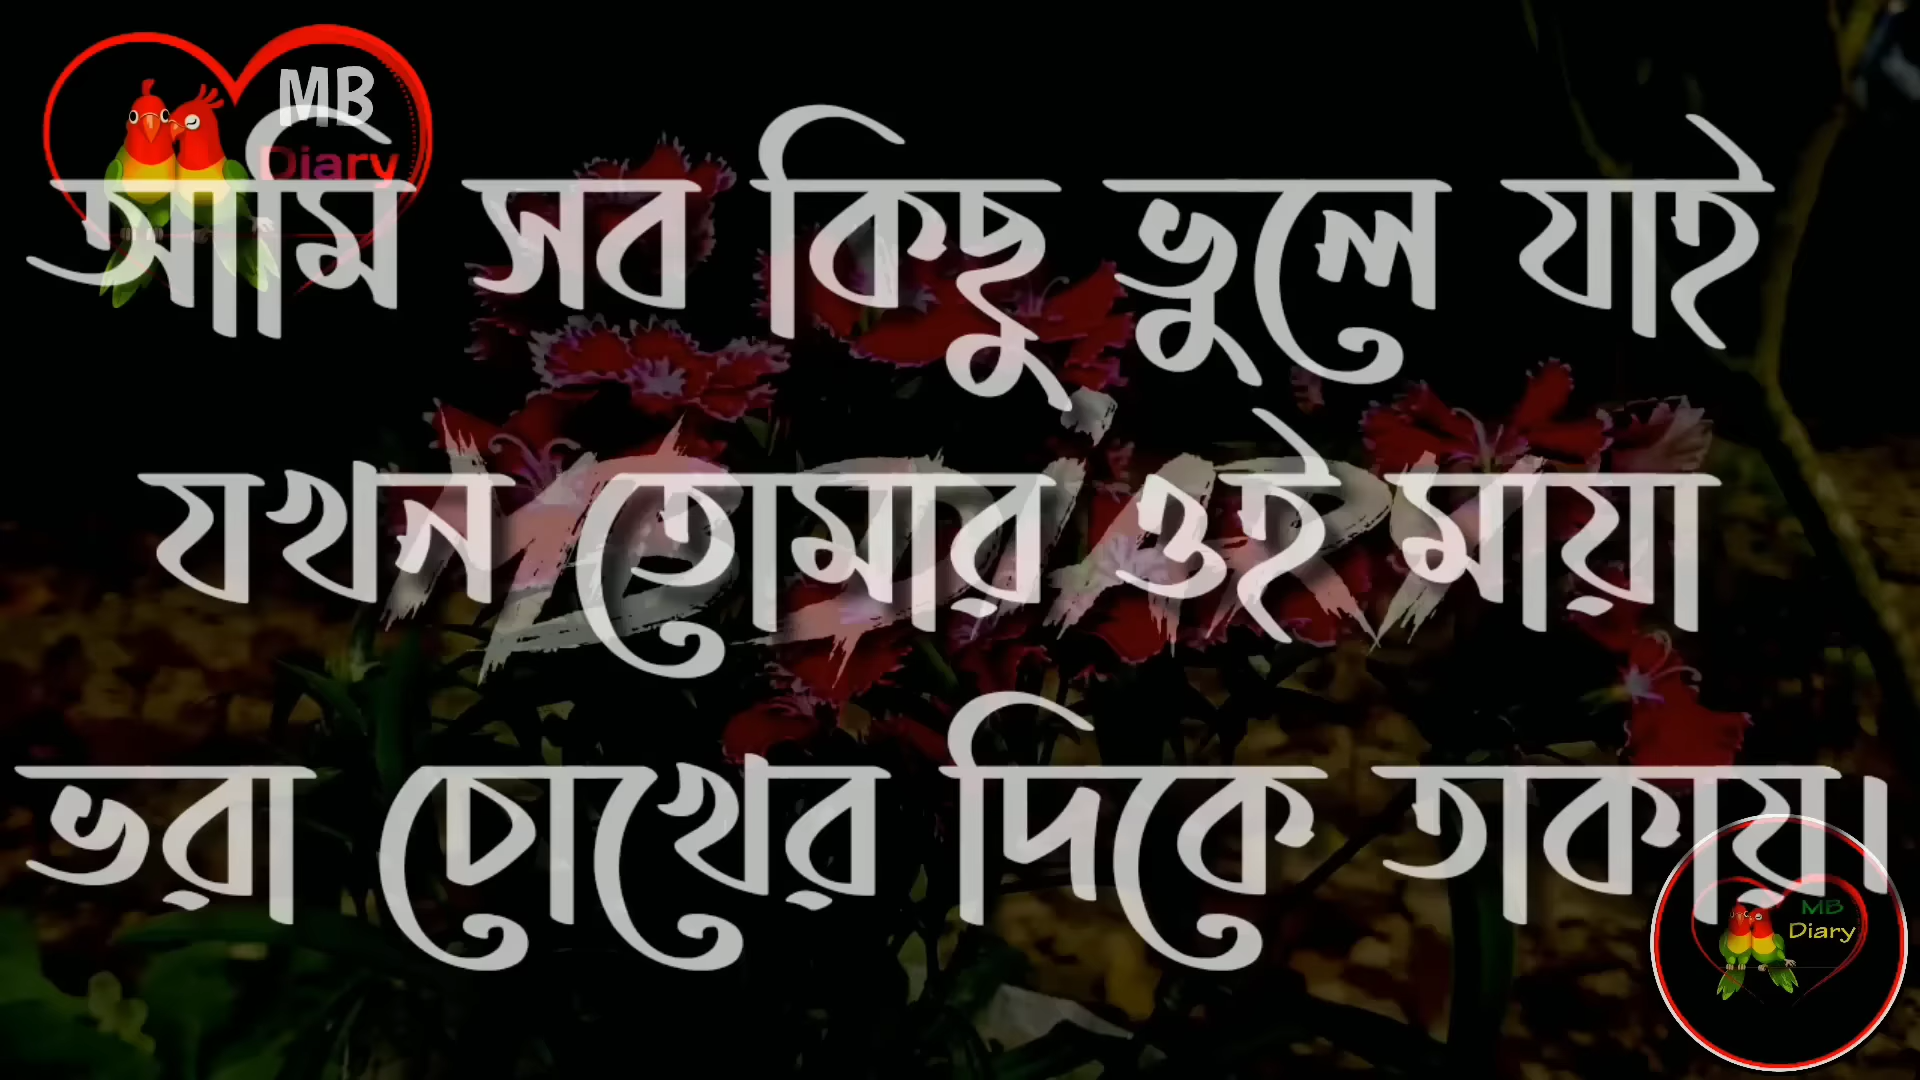 MB
Diary
আমি সব কিছু ভুলে যাই
যখন তোমার ওই মায়া
ভরা চোখের দিকে তাকায়।
MB
Diary